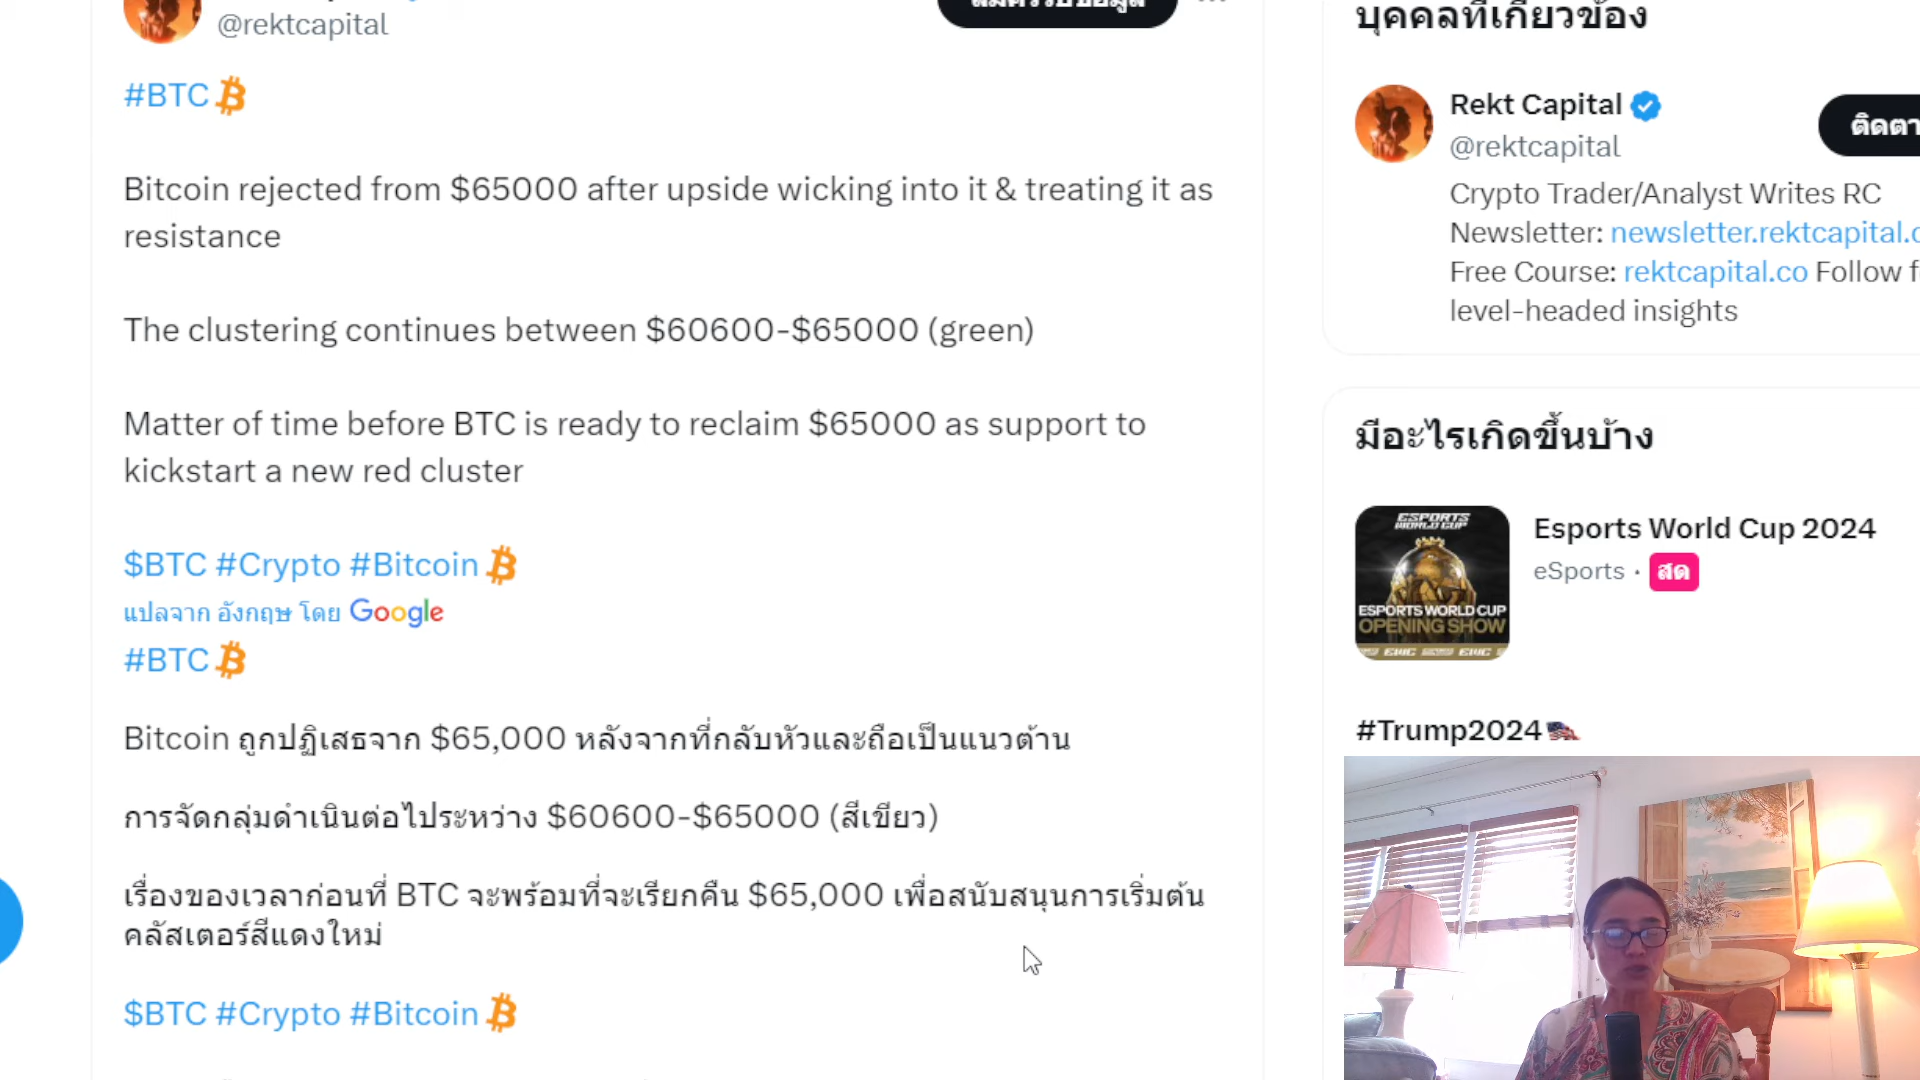 @rektcapital
#BTC
Bitcoin rejected from $65000 after upside wicking into it & treating it as
resistance
The clustering continues between $60600-$65000 (green)
Matter of time before BTC is ready to reclaim $65000 as support to
kickstart a new red cluster
$BTC #Crypto #Bitcoin
แปลจาก อังกฤษ โดย Google
#BTC
Bitcoin ถูกปฏิเสธจาก $65,000 หลังจากที่กลับหัวและถือเป็นแนวต้าน
การจัดกลุ่มดำเนินต่อไประหว่าง $60600-$65000 (สีเขียว)
เรื่องของเวลาก่อนที่ BTC จะพร้อมที่จะเรียกคืน $65,000 เพื่อสนับสนุนการเริ่มต้น
คลัสเตอร์สีแดงใหม่
$BTC #Crypto #Bitcoin
บุคคลที่เกี่ยวข้อง
Rekt Capital
@rektcapital
ติดตา
Crypto Trader/Analyst Writes RC
Newsletter: newsletter.rektcapital.c
Free Course: rektcapital.co Follow f
level-headed insights
มีอะไรเกิดขึ้นบ้าง
ESPORTS
WORLD CUP
ESPORTS WORLD CUP
OPENING SHOW
EWC EWC
Esports World Cup 2024
eSports · สด
#Trump2024